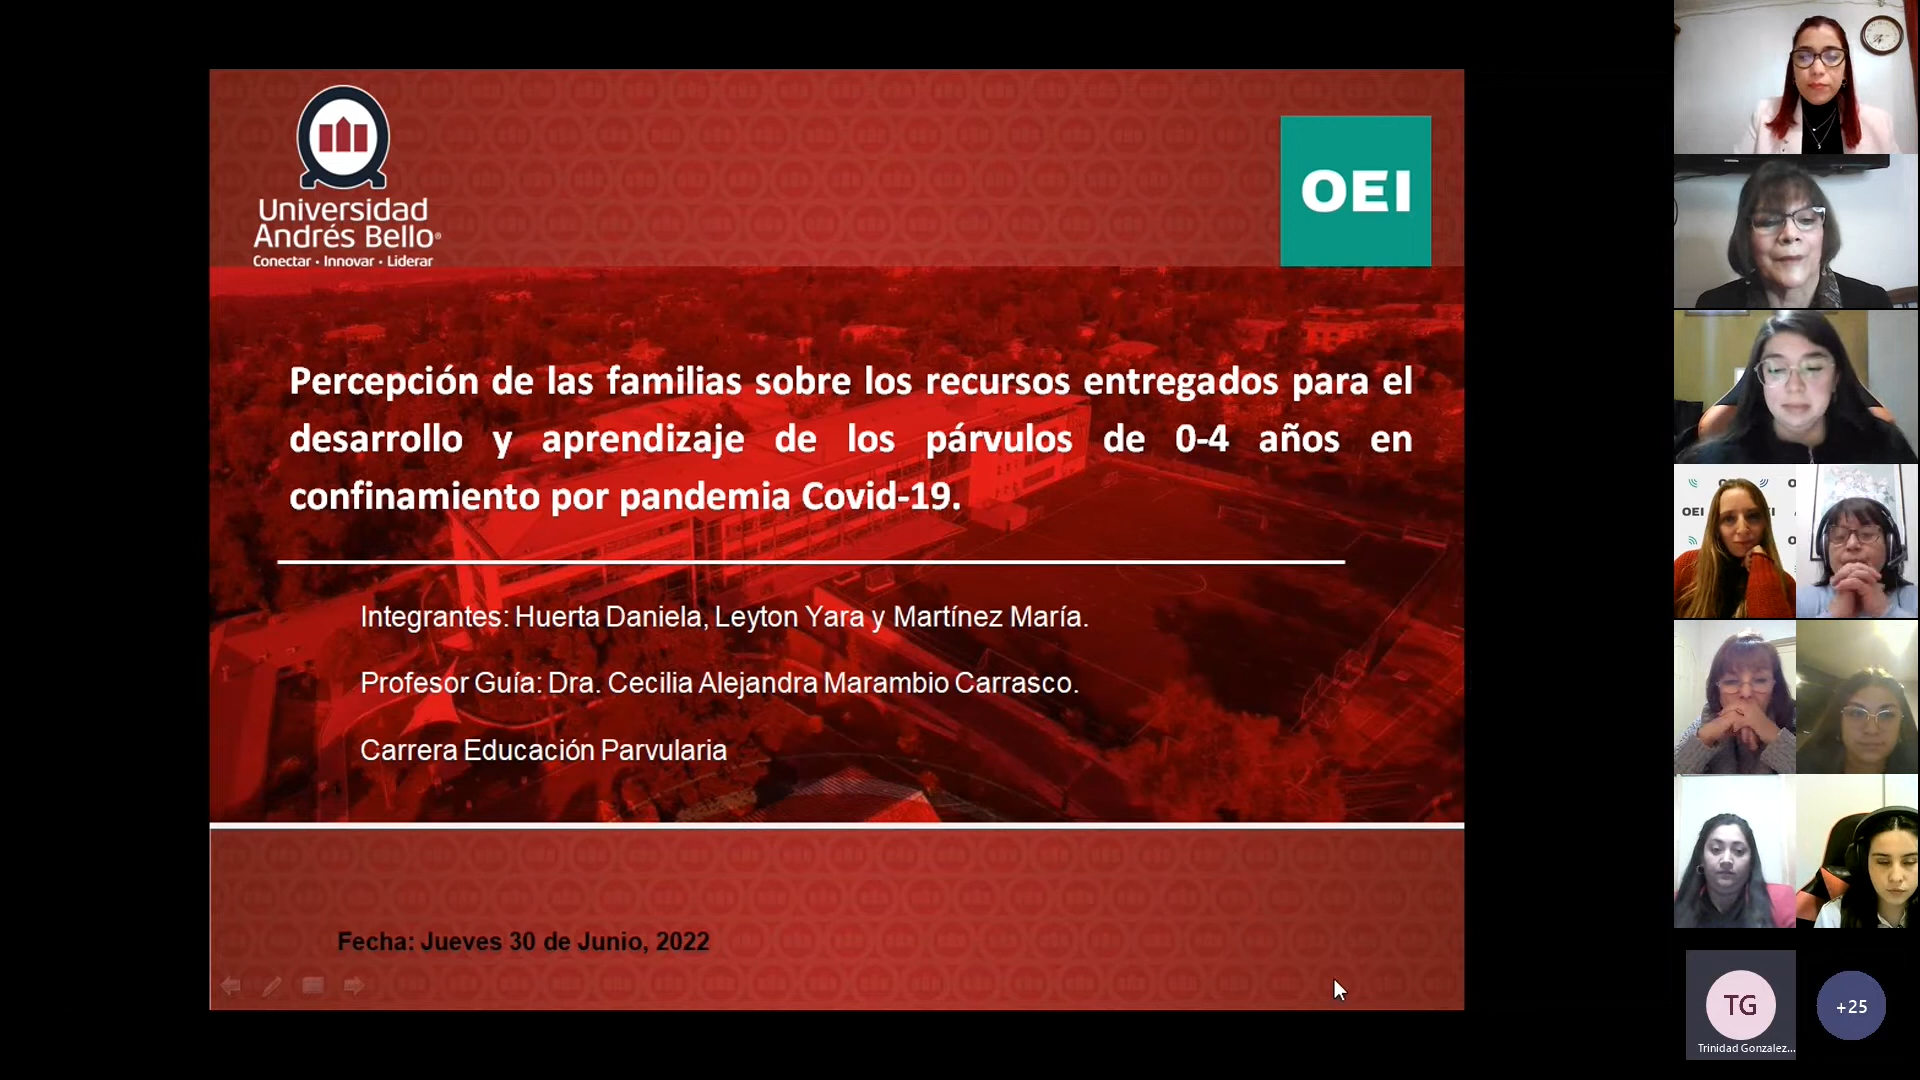 Universidad
Andrés Bello®
Conectar · Innovar · Liderar
OEI
Percepción de las familias sobre los recursos entregados para el
desarrollo y aprendizaje de los párvulos de 0-4 años en
confinamiento por pandemia Covid-19.
Integrantes: Huerta Daniela, Leyton Yara y Martínez María.
Profesor Guía: Dra. Cecilia Alejandra Marambio Carrasco.
Carrera Educación Parvularia
Fecha: Jueves 30 de Junio, 2022
OEI
TG
Trinidad Gonzalez...
+25